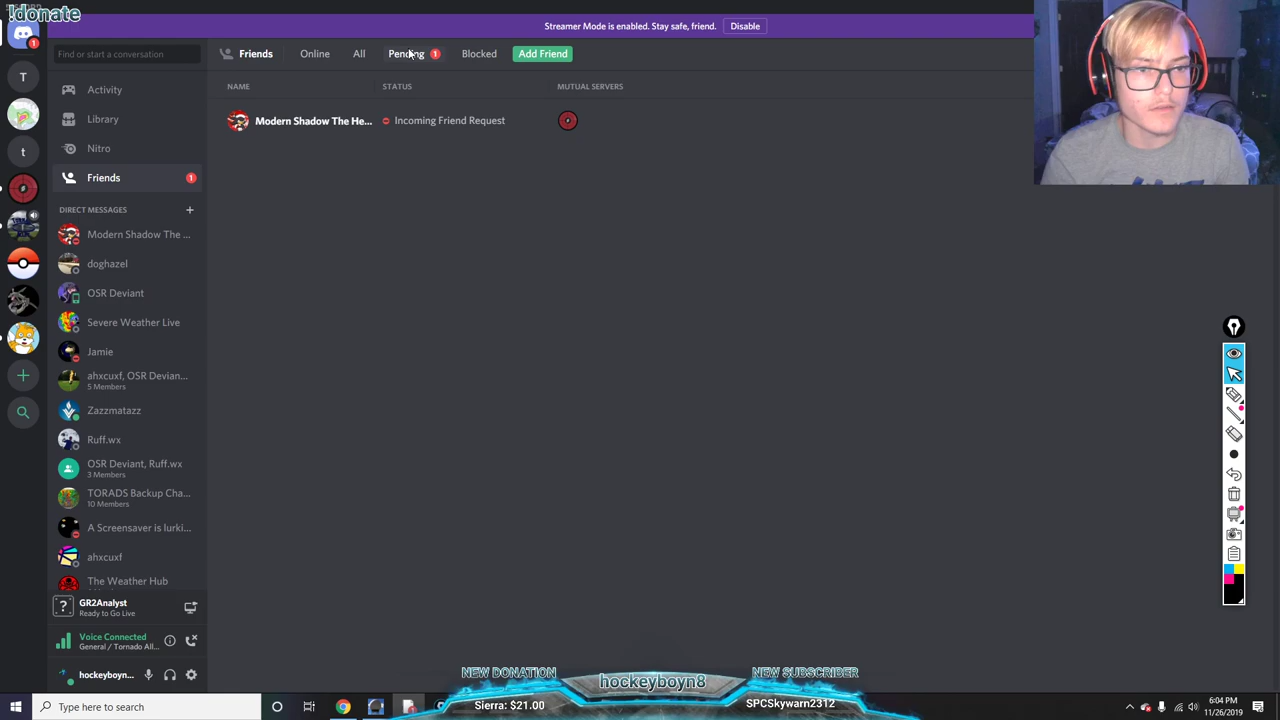 !donate
Streamer Mode is enabled. Stay safe, friend.
Disable
Find or start a conversation
Friends
Online
All
Pending 1
Blocked
Add Friend
NAME
STATUS
MUTUAL SERVERS
Modern Shadow The He...
Incoming Friend Request
1
T
t
Activity
Library
Nitro
Friends 1
DIRECT MESSAGES +
Modern Shadow The ...
doghazel
OSR Deviant
Severe Weather Live
Jamie
ahxcuxf, OSR Devian...
5 Members
Zazzmatazz
Ruff.wx
OSR Deviant, Ruff.wx
3 Members
TORADS Backup Cha...
10 Members
A Screensaver is lurki...
ahxcuxf
The Weather Hub
? GR2Analyst
Ready to Go Live
Voice Connected
General / Tornado All...
hockeyboyn...
NEW DONATION
hockeyboyn8
NEW SUBSCRIBER
Sierra: $21.00
SPCSkywarn2312
Type here to search
6:04 PM
11/26/2019